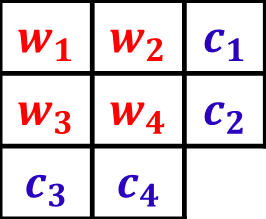 w₁ w₂ c₁
w₃ w₄ c₂
c₃ c₄